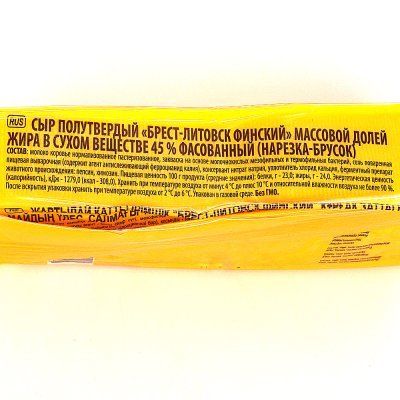 RUS
СЫР ПОЛУТВЕРДЫЙ «БРЕСТ-ЛИТОВСК ФИНСКИЙ» МАССОВОЙ ДОЛЕЙ
ЖИРА В СУХОМ ВЕЩЕСТВЕ 45 % ФАСОВАННЫЙ (НАРЕЗКА-БРУСОК)
СОСТАВ: молоко коровье нормализованное пастеризованное, закваска на основе молочнокислых мезофильных и термофильных бактерий, соль поваренная
пищевая выварочная (содержит агент антислеживающий ферроцианид калия), консервант нитрат натрия, уплотнитель хлорид кальция, ферментный препарат
животного происхождения: пепсин, химозин. Пищевая ценность 100 г продукта (средние значения): белки, г - 23,0; жиры, г - 24,0. Энергетическая ценность
(калорийность), кДж - 1279,0 (ккал - 308,0). Хранить при температуре воздуха от минус 4 °C до плюс 10 °C и относительной влажности воздуха не более 90 %.
После вскрытия упаковки хранить при температуре воздуха от 2 °C до 6 °C. Упакован в газовой среде. Без ГМО.